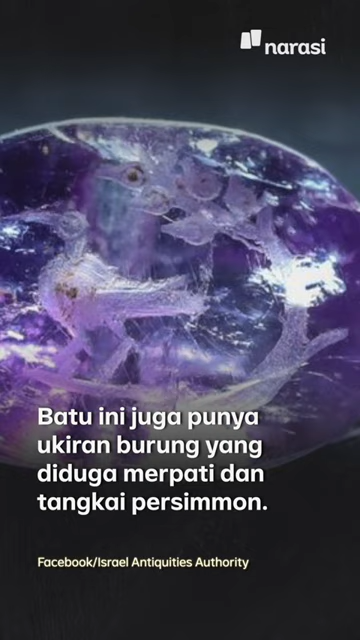 narasi
Batu ini juga punya
ukiran burung yang
diduga merpati dan
tangkai persimmon.
Facebook/Israel Antiquities Authority